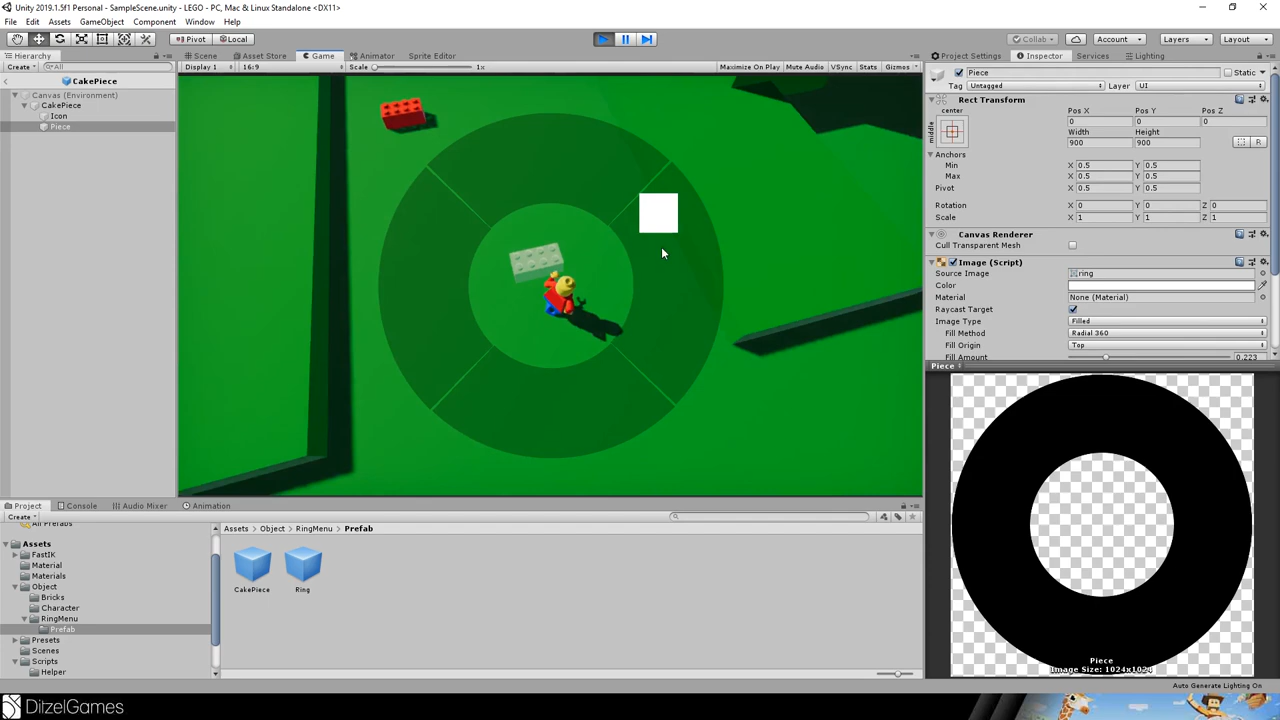 Unity 2019.1.5f1 Personal - SampleScene.unity - LEGO - PC, Mac & Linux Standalone <DX11>
File Edit Assets GameObject Component Window Help
Pivot Local Collab Account Layers Layout
Hierarchy Scene Asset Store Game Animator Sprite Editor Project Settings Inspector Services Lighting
Create All Display 1 16:9 Scale 1x Maximize On Play Mute Audio VSync Stats Gizmos
Piece Static
CakePiece
Tag Untagged Layer UI
Canvas (Environment)
CakePiece
Icon
Piece
Rect Transform
center
middle
Pos X Pos Y Pos Z
0 0 0
Width Height
900 900 R
Anchors
Min X 0.5 Y 0.5
Max X 0.5 Y 0.5
Pivot X 0.5 Y 0.5
Rotation X 0 Y 0 Z 0
Scale X 1 Y 1 Z 1
Canvas Renderer
Cull Transparent Mesh
Image (Script)
Source Image ring
Color
Material None (Material)
Raycast Target
Image Type Filled
Fill Method Radial 360
Fill Origin Top
Fill Amount 0.223
Piece
Project Console Audio Mixer Animation
Create
All Prefabs
Assets
FastIK
Material
Materials
Object
Bricks
Character
RingMenu
Prefab
Presets
Scenes
Scripts
Helper
Assets Object RingMenu Prefab
CakePiece Ring
Piece
Image Size: 1024x1024
Auto Generate Lighting On
DitzelGames